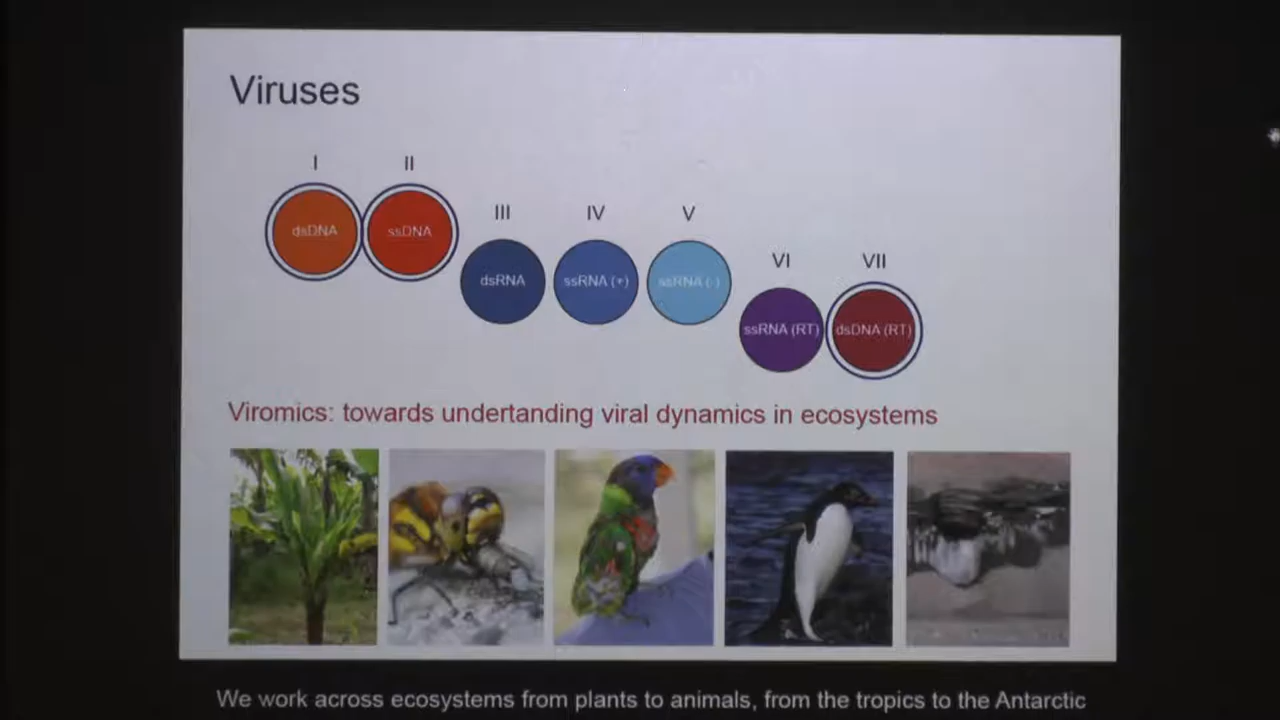 Viruses
I II
III IV V
VI VII
dsDNA ssDNA
dsRNA ssRNA (+) ssRNA (-)
ssRNA (RT) dsDNA (RT)
Viromics: towards undertanding viral dynamics in ecosystems
We work across ecosystems from plants to animals, from the tropics to the Antarctic